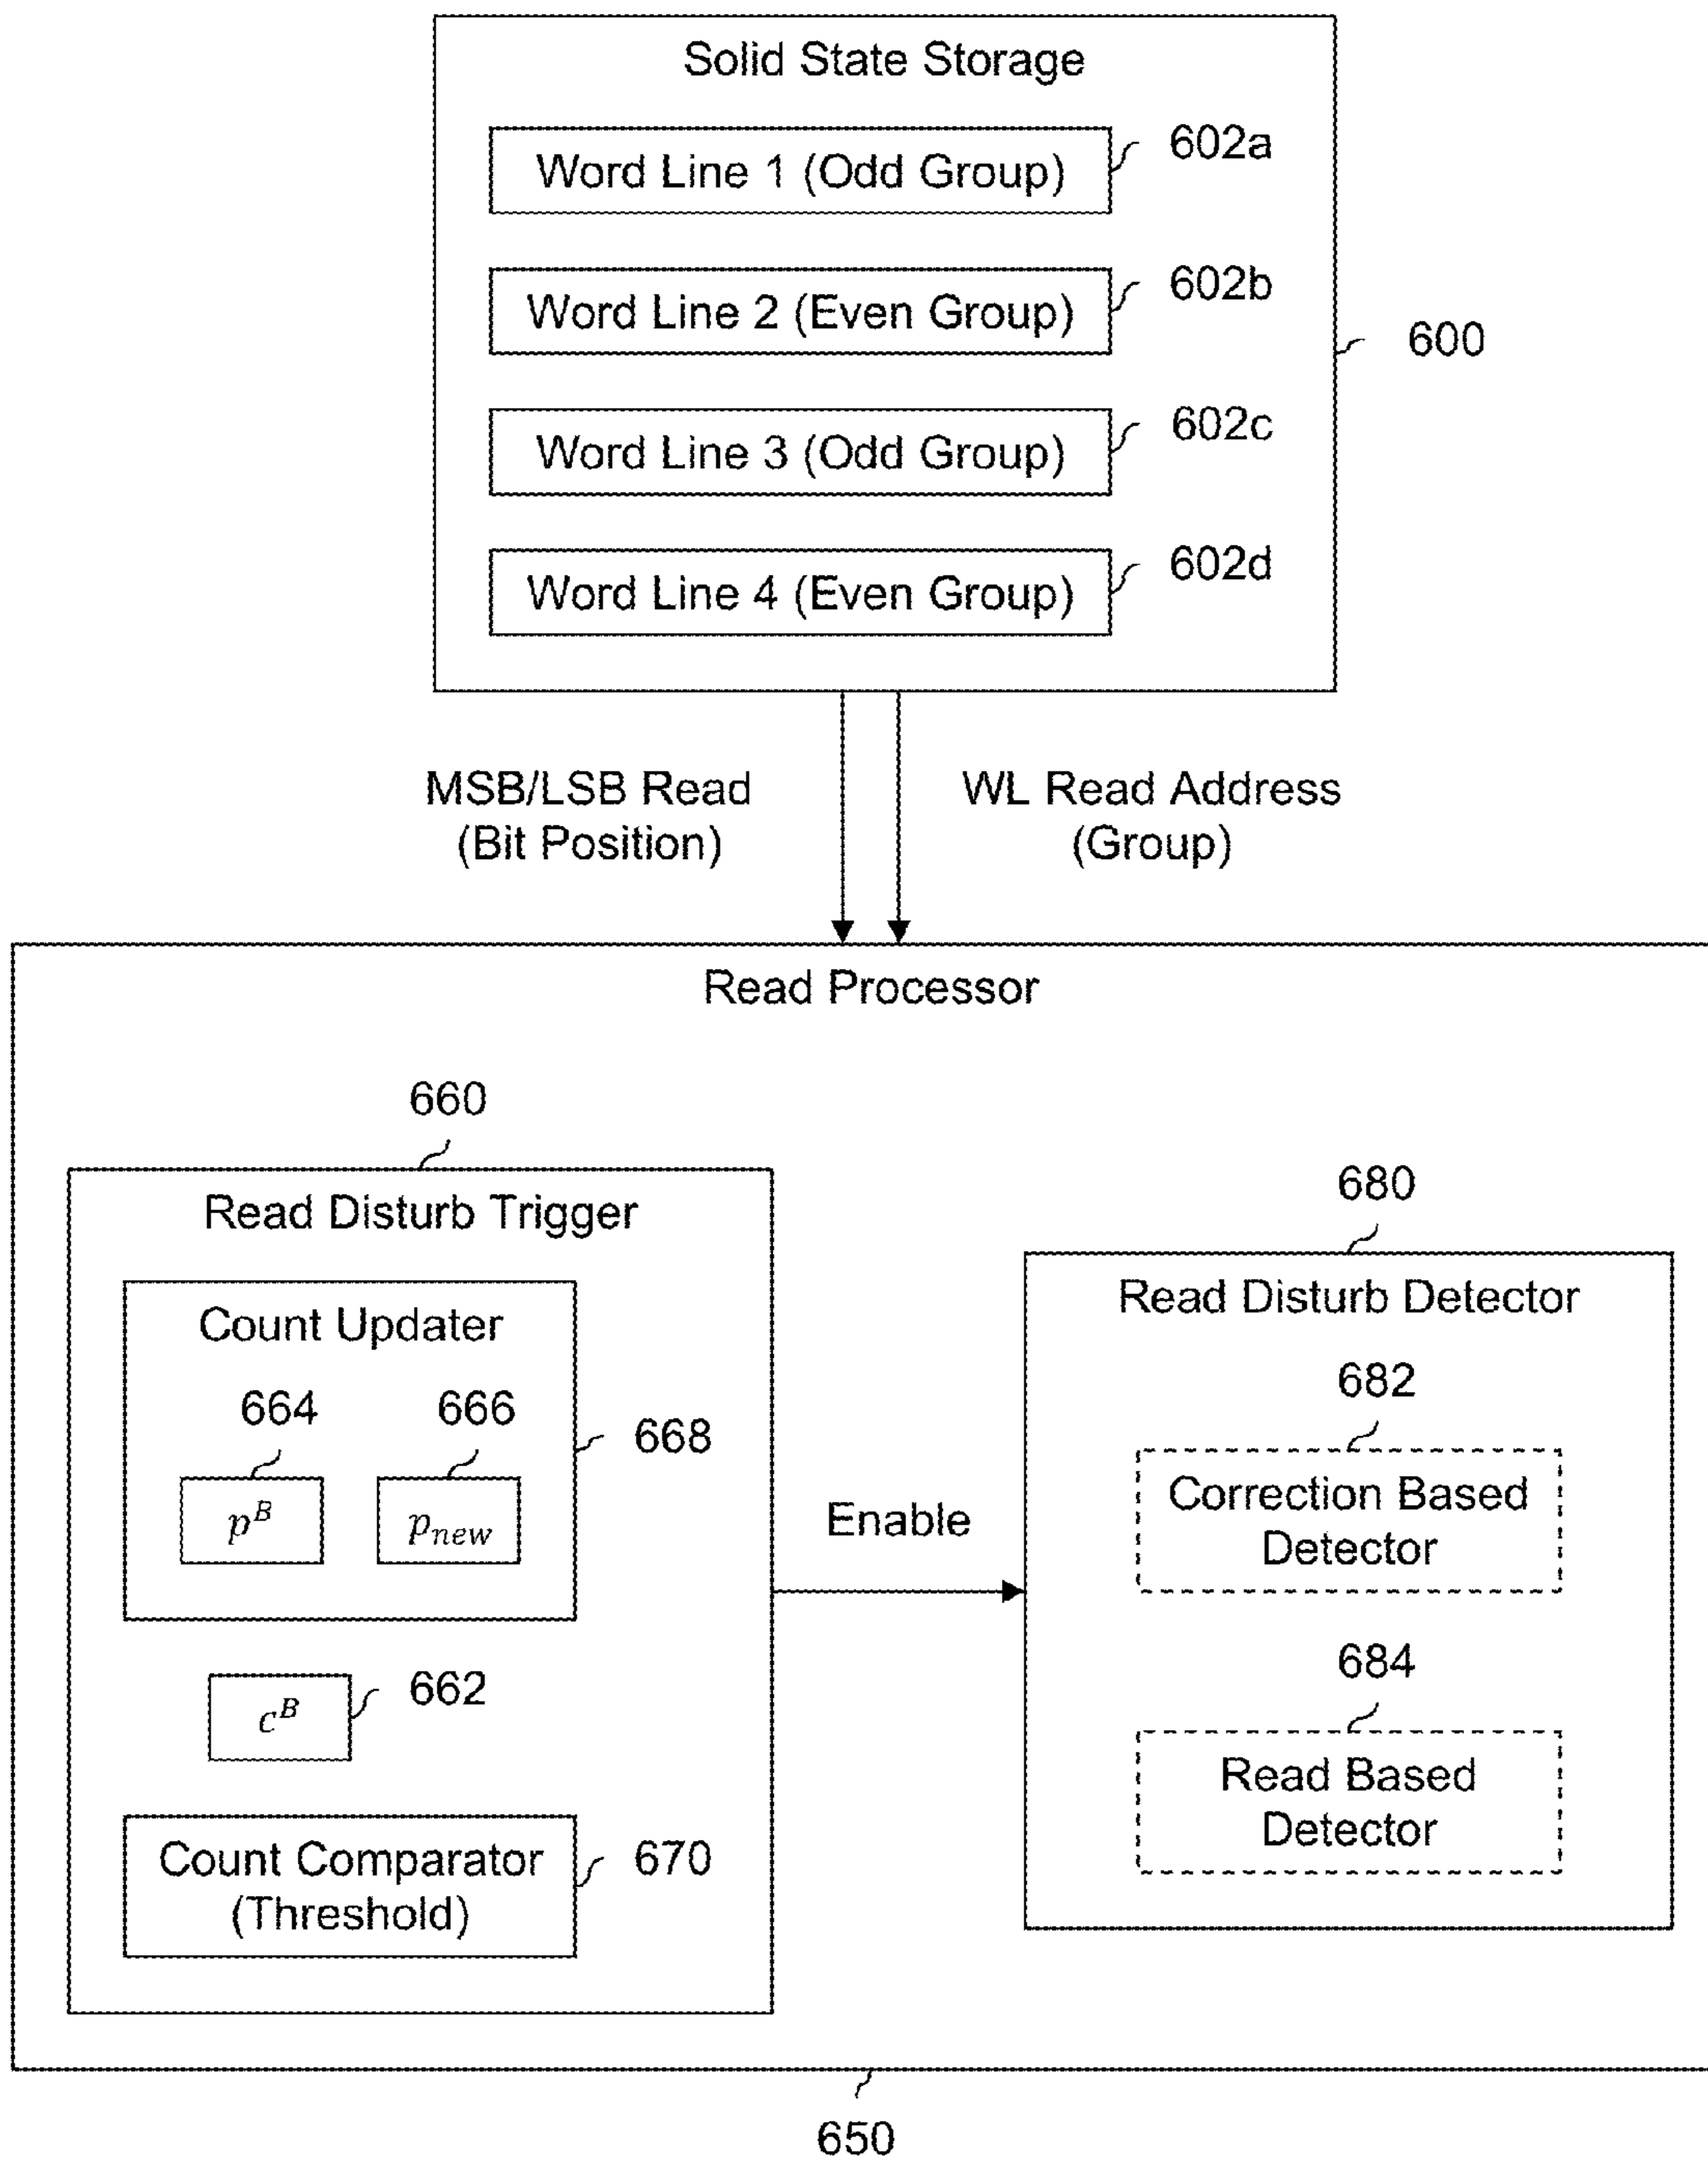 Solid State Storage
Word Line 1 (Odd Group)
602a
Word Line 2 (Even Group)
602b
600
Word Line 3 (Odd Group)
602c
Word Line 4 (Even Group)
602d
MSB/LSB Read
(Bit Position)
WL Read Address
(Group)
Read Processor
660
Read Disturb Trigger
Count Updater
664
666
668
p^B
p_new
662
c^B
Count Comparator
(Threshold)
670
Enable
680
Read Disturb Detector
682
Correction Based
Detector
684
Read Based
Detector
650